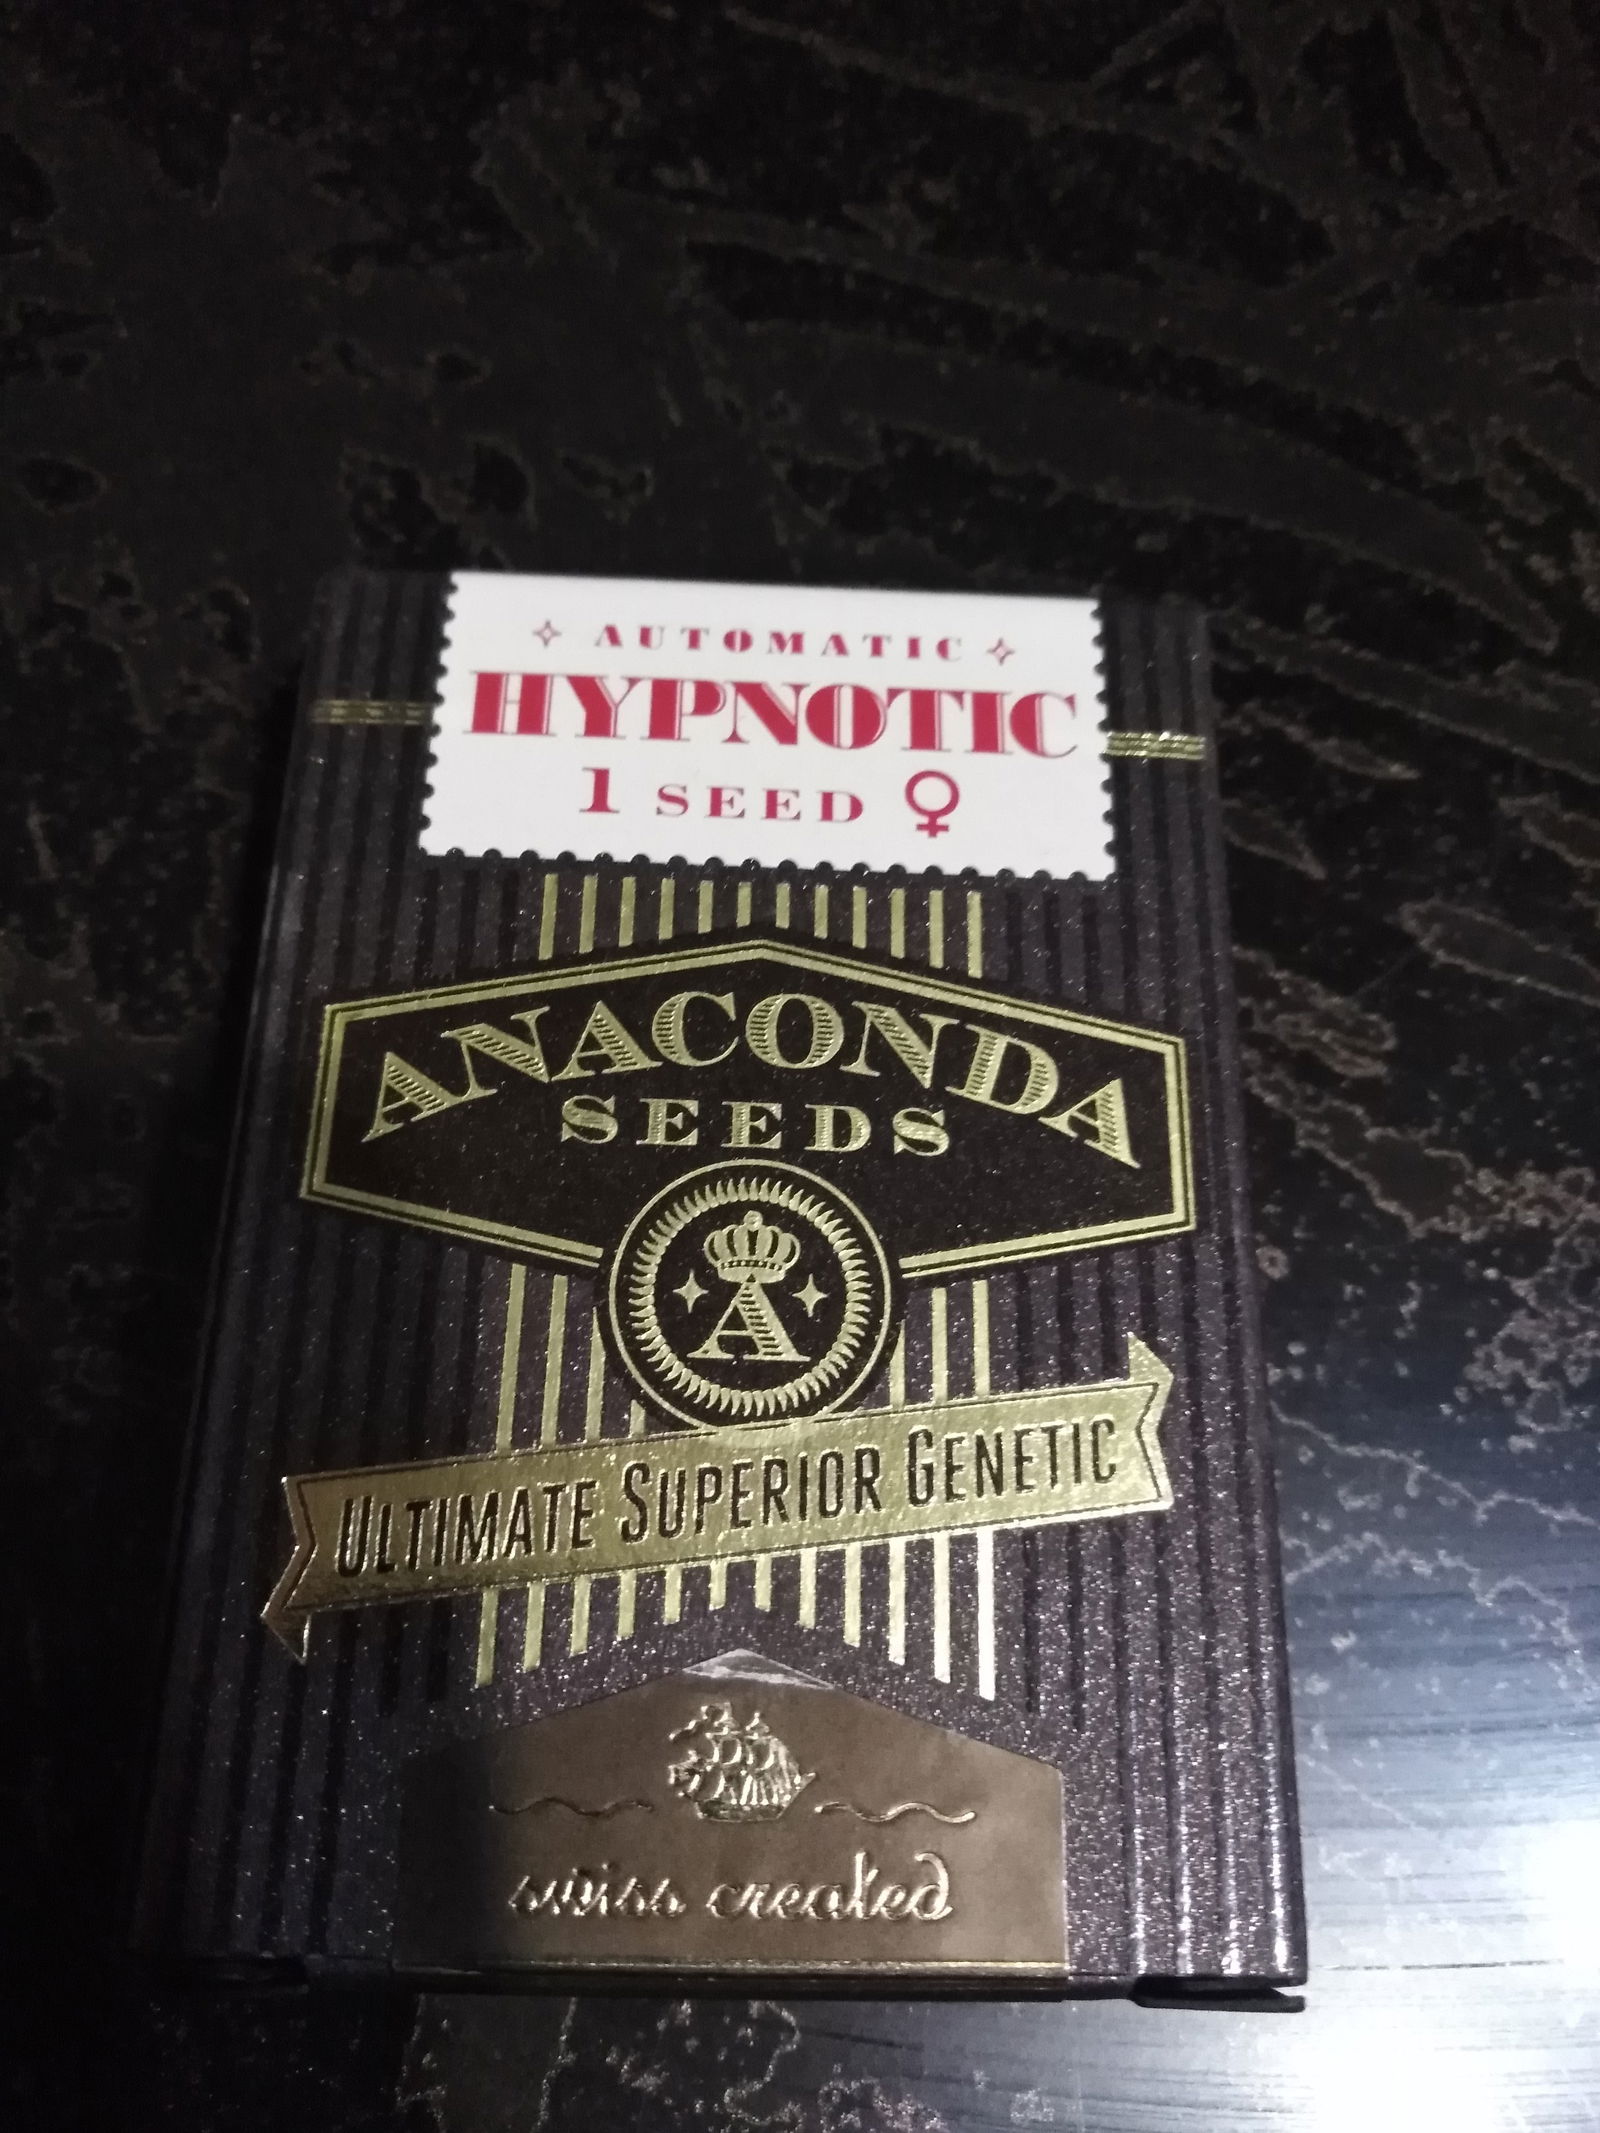 AUTOMATIC
HYPNOTIC
1 SEED ♀
ANACONDA
SEEDS
A
ULTIMATE SUPERIOR GENETIC
swiss created